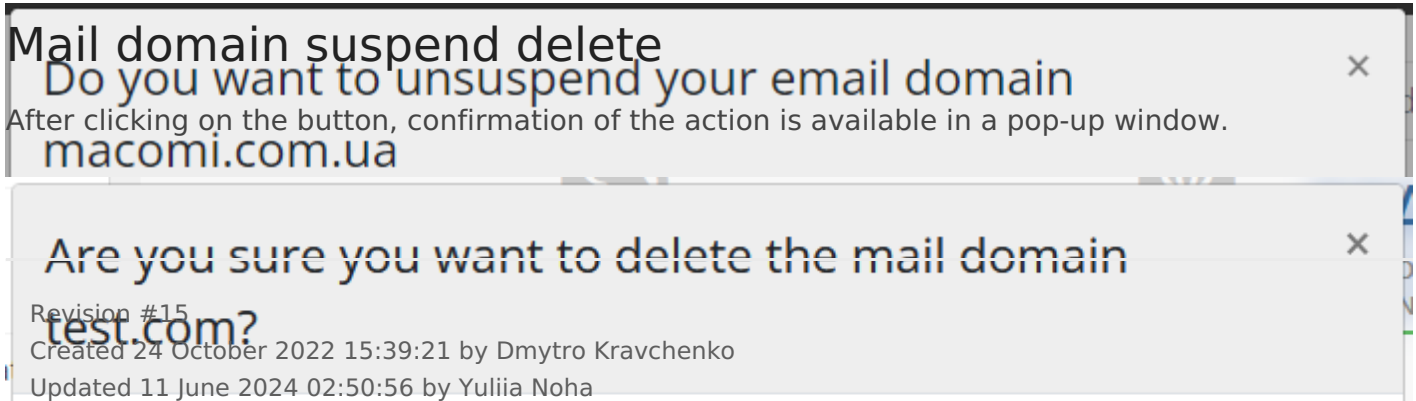 Mail domain suspend delete
Do you want to unsuspend your email domain
After clicking on the button, confirmation of the action is available in a pop-up window.
macomi.com.ua
Are you sure you want to delete the mail domain
Revision #15
test.com?
Created 24 October 2022 15:39:21 by Dmytro Kravchenko
Updated 11 June 2024 02:50:56 by Yuliia Noha